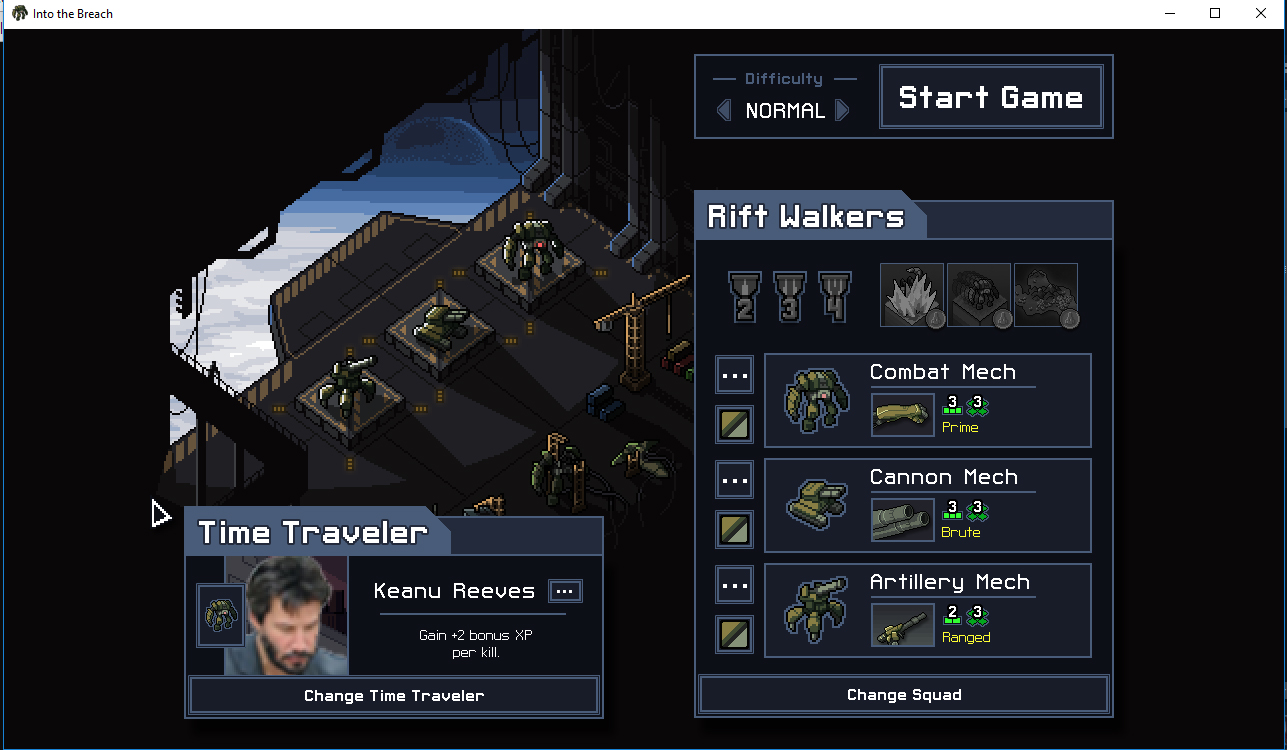 Into the Breach
Difficulty
NORMAL
Start Game
Rift Walkers
2 3 4
Combat Mech
3 3
Prime
Cannon Mech
3 3
Brute
Artillery Mech
2 3
Ranged
Change Squad
Time Traveler
Keanu Reeves ...
Gain +2 bonus XP
per kill.
Change Time Traveler